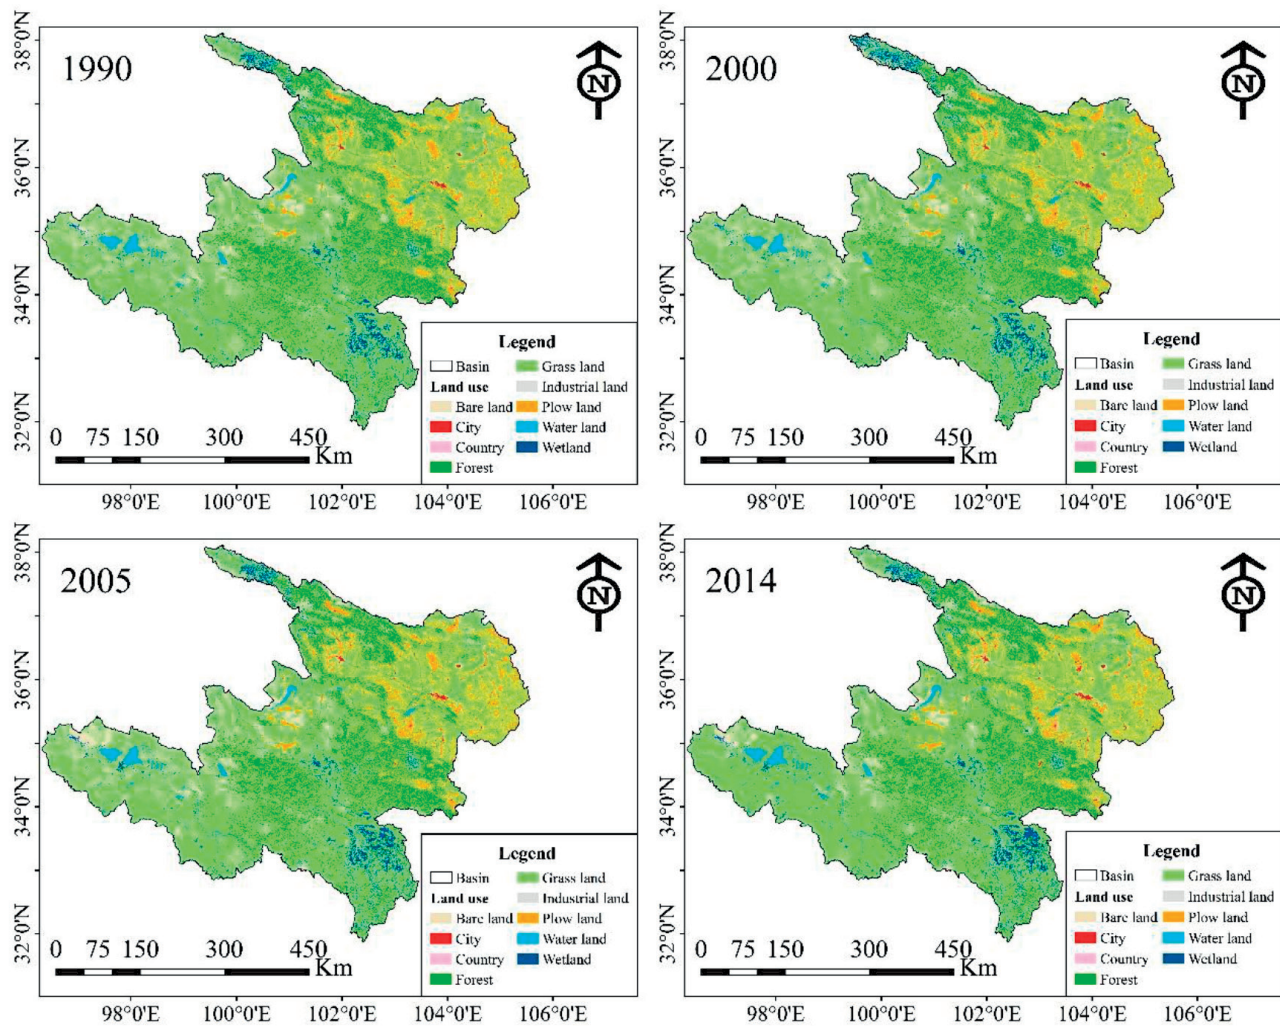 1990
N
38°0'N
36°0'N
34°0'N
32°0'N
Legend
Basin
Grass land
Land use
Industrial land
Bare land
Plow land
City
Water land
Country
Wetland
Forest
0 75 150 300 450
Km
98°0'E 100°0'E 102°0'E 104°0'E 106°0'E
2000
N
38°0'N
36°0'N
34°0'N
32°0'N
Legend
Basin
Grass land
Land use
Industrial land
Bare land
Plow land
City
Water land
Country
Wetland
Forest
0 75 150 300 450
Km
98°0'E 100°0'E 102°0'E 104°0'E 106°0'E
2005
N
38°0'N
36°0'N
34°0'N
32°0'N
Legend
Basin
Grass land
Land use
Industrial land
Bare land
Plow land
City
Water land
Country
Wetland
Forest
0 75 150 300 450
Km
98°0'E 100°0'E 102°0'E 104°0'E 106°0'E
2014
N
38°0'N
36°0'N
34°0'N
32°0'N
Legend
Basin
Grass land
Land use
Industrial land
Bare land
Plow land
City
Water land
Country
Wetland
Forest
0 75 150 300 450
Km
98°0'E 100°0'E 102°0'E 104°0'E 106°0'E